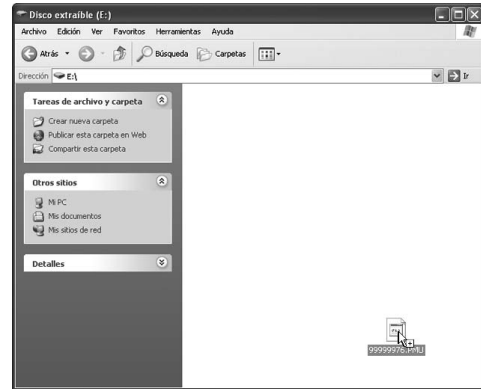 Disco extraíble (E:)
Archivo Edición Ver Favoritos Herramientas Ayuda
Atrás Búsqueda Carpetas
Dirección E:\ Ir
Tareas de archivo y carpeta
Crear nueva carpeta
Publicar esta carpeta en Web
Compartir esta carpeta
Otros sitios
Mi PC
Mis documentos
Mis sitios de red
Detalles
99999976.PMU